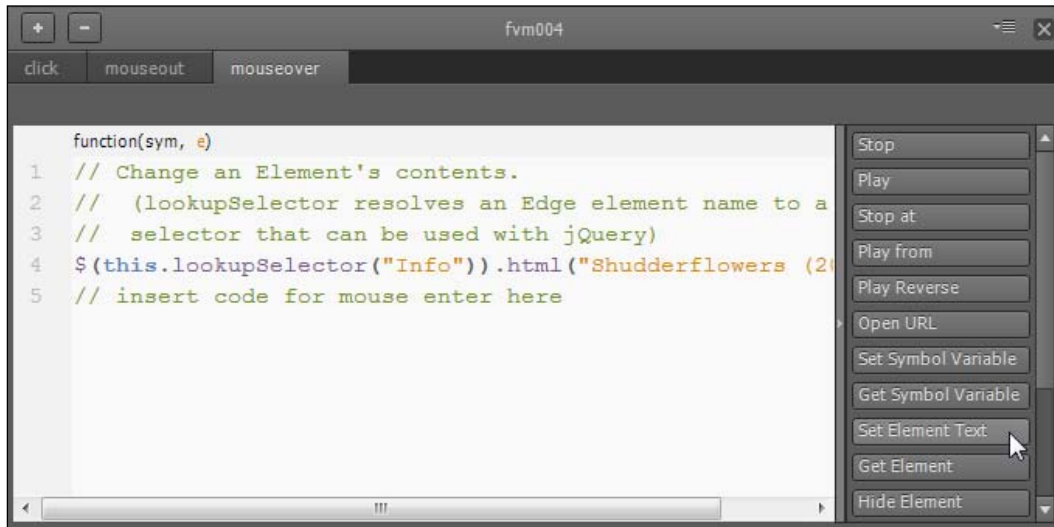 fvm004
click mouseout mouseover
function(sym, e)
1 // Change an Element's contents.
2 // (lookupSelector resolves an Edge element name to a
3 // selector that can be used with jQuery)
4 $(this.lookupSelector("Info")).html("Shudderflowers (20
5 // insert code for mouse enter here
Stop
Play
Stop at
Play from
Play Reverse
Open URL
Set Symbol Variable
Get Symbol Variable
Set Element Text
Get Element
Hide Element